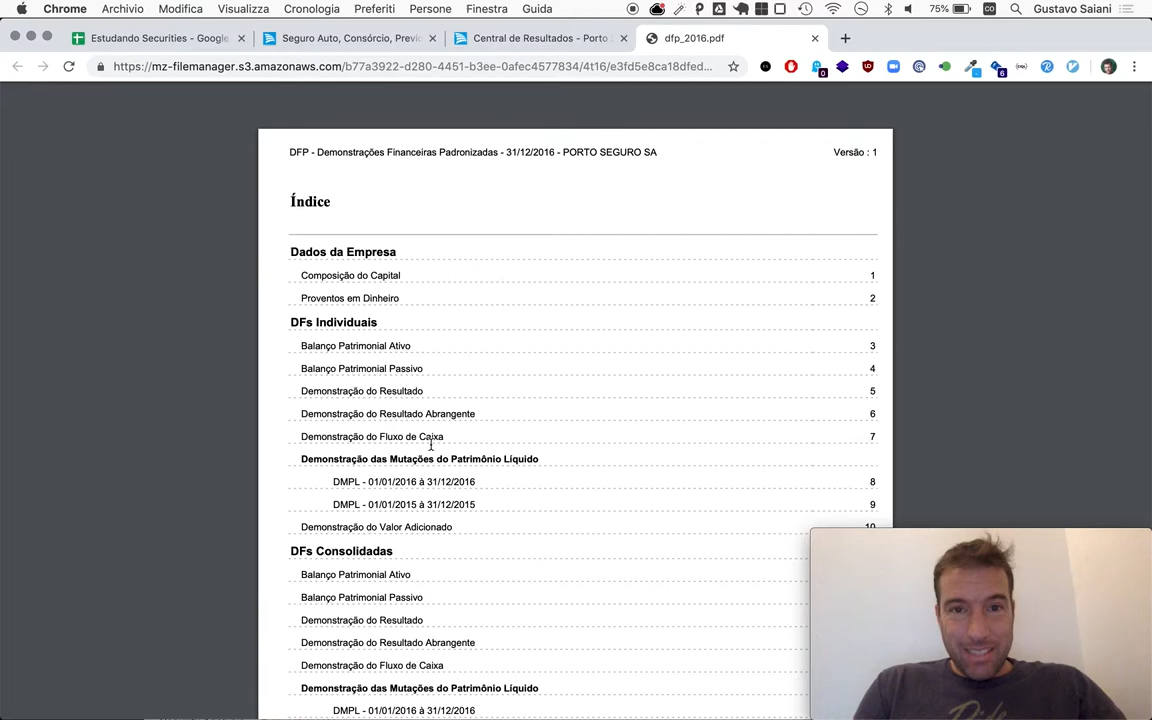 Chrome Archivio Modifica Visualizza Cronologia Preferiti Persone Finestra Guida 75% Gustavo Saiani
Estudando Securities - Google
Seguro Auto, Consórcio, Previ
Central de Resultados - Porto
dfp_2016.pdf
https://mz-filemanager.s3.amazonaws.com/b77a3922-d280-4451-b3ee-0afec4577834/4t16/e3fd5e8ca18dfed...
0
6
DFP - Demonstrações Financeiras Padronizadas - 31/12/2016 - PORTO SEGURO SA Versão : 1
Índice
Dados da Empresa
Composição do Capital 1
Proventos em Dinheiro 2
DFs Individuais
Balanço Patrimonial Ativo 3
Balanço Patrimonial Passivo 4
Demonstração do Resultado 5
Demonstração do Resultado Abrangente 6
Demonstração do Fluxo de Caixa 7
Demonstração das Mutações do Patrimônio Líquido
DMPL - 01/01/2016 à 31/12/2016 8
DMPL - 01/01/2015 à 31/12/2015 9
Demonstração do Valor Adicionado 10
DFs Consolidadas
Balanço Patrimonial Ativo
Balanço Patrimonial Passivo
Demonstração do Resultado
Demonstração do Resultado Abrangente
Demonstração do Fluxo de Caixa
Demonstração das Mutações do Patrimônio Líquido
DMPL - 01/01/2016 à 31/12/2016